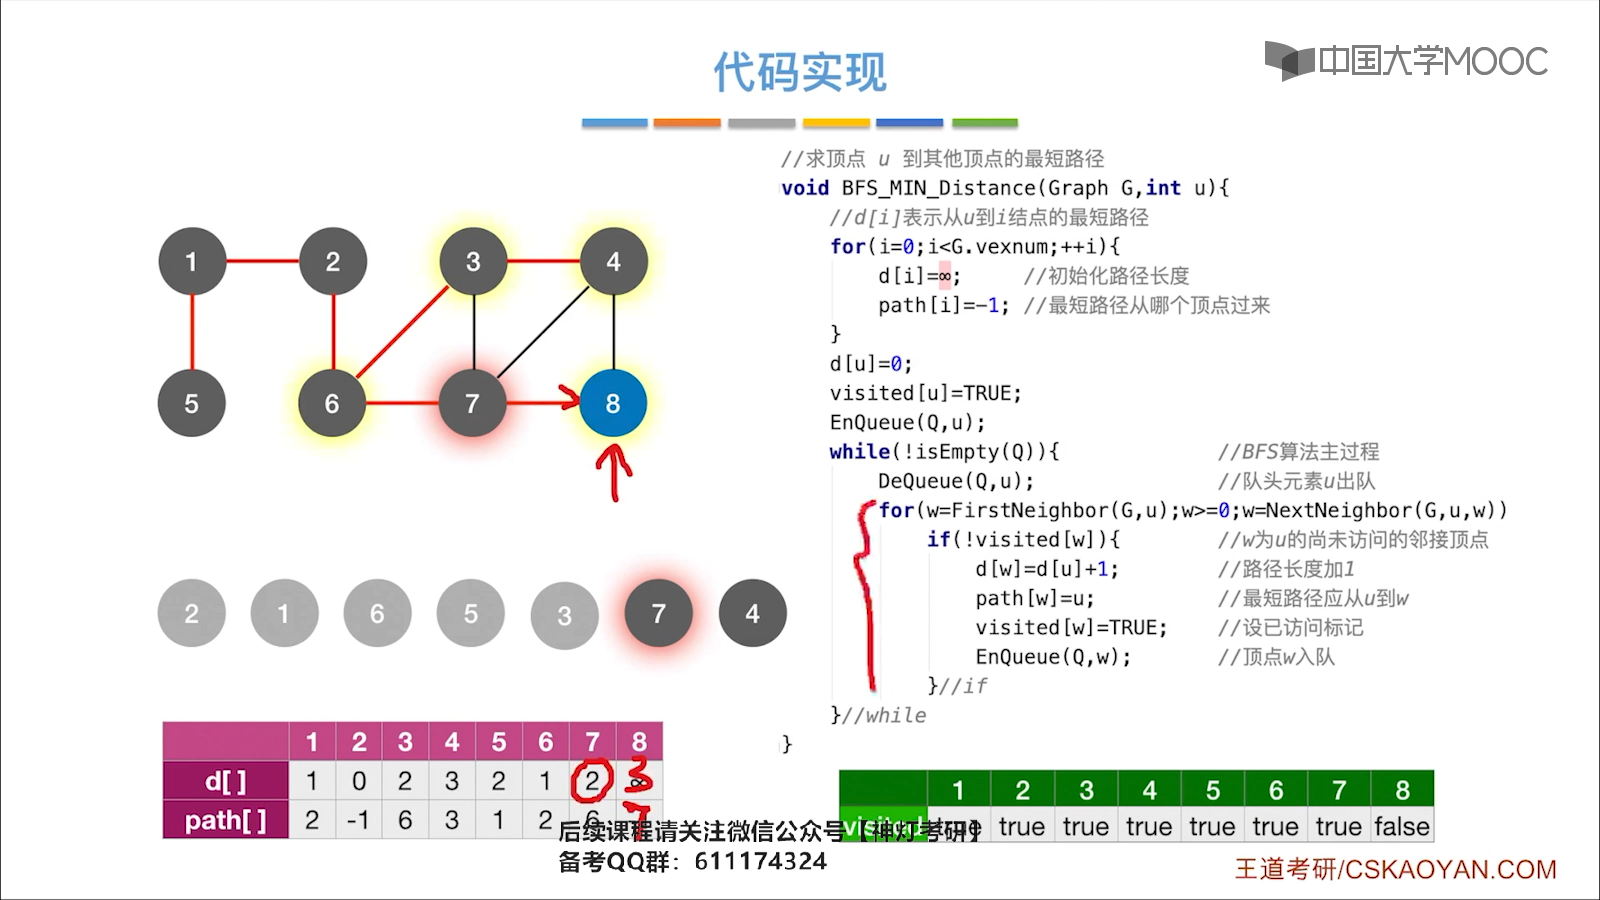 代码实现
中国大学MOOC
//求顶点 u 到其他顶点的最短路径
void BFS_MIN_Distance(Graph G,int u){
//d[i]表示从u到i结点的最短路径
for(i=0;i<G.vexnum;++i){
d[i]=∞; //初始化路径长度
path[i]=-1; //最短路径从哪个顶点过来
}
d[u]=0;
visited[u]=TRUE;
EnQueue(Q,u);
while(!isEmpty(Q)){ //BFS算法主过程
DeQueue(Q,u); //队头元素u出队
for(w=FirstNeighbor(G,u);w>=0;w=NextNeighbor(G,u,w))
if(!visited[w]){ //w为u的尚未访问的邻接顶点
d[w]=d[u]+1; //路径长度加1
path[w]=u; //最短路径应从u到w
visited[w]=TRUE; //设已访问标记
EnQueue(Q,w); //顶点w入队
}//if
}//while
}
1 2 3 4
5 6 7 8
2 1 6 5 3 7 4
1 2 3 4 5 6 7 8
d[] 1 0 2 3 2 1 2 3
path[] 2 -1 6 3 1 2 6 7
1 2 3 4 5 6 7 8
visited true true true true true true true false
后续课程请关注微信公众号【神灯考研】
备考QQ群：611174324
王道考研/CSKAOYAN.COM